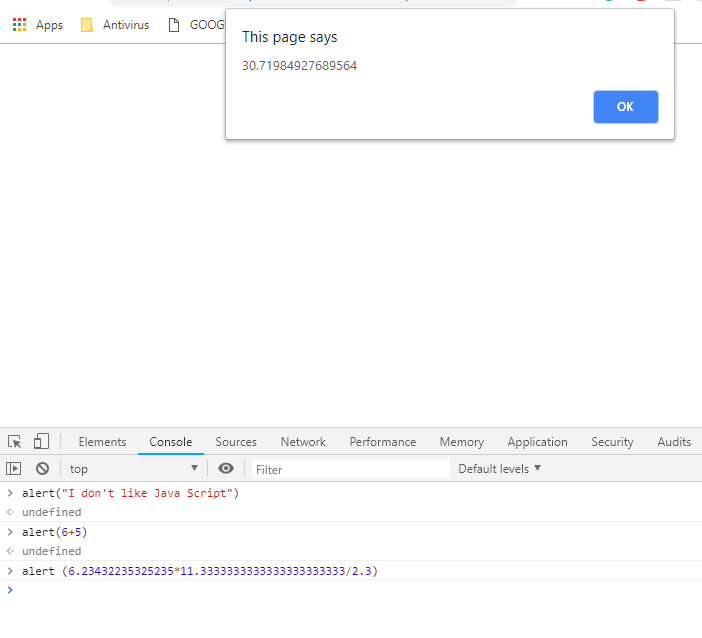 Apps Antivirus GOOG
This page says
30.71984927689564
OK
Elements Console Sources Network Performance Memory Application Security Audits
top Filter Default levels ▼
> alert("I don't like Java Script")
undefined
> alert(6+5)
undefined
> alert (6.23432235325235*11.3333333333333333333333/2.3)
>